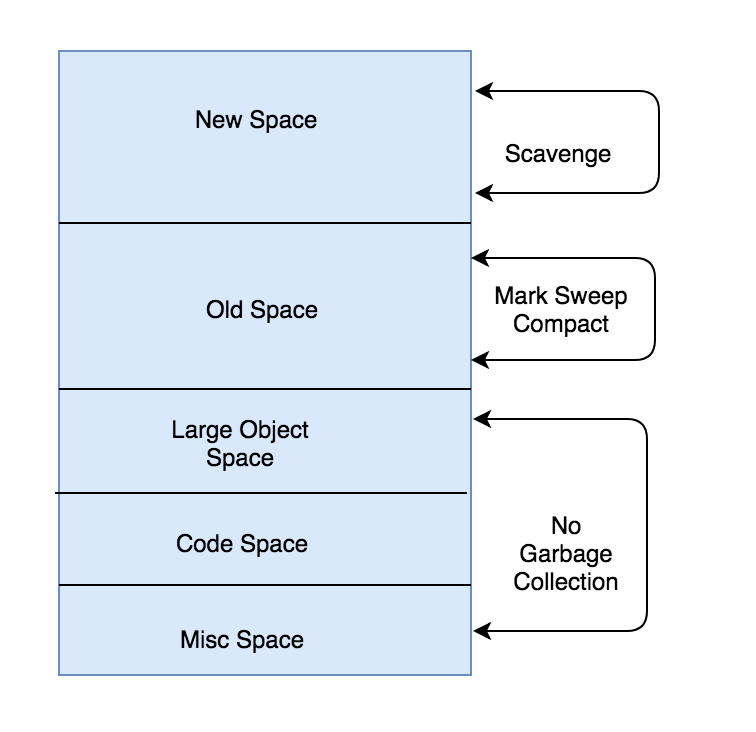 New Space
Scavenge
Old Space
Mark Sweep
Compact
Large Object
Space
Code Space
No
Garbage
Collection
Misc Space